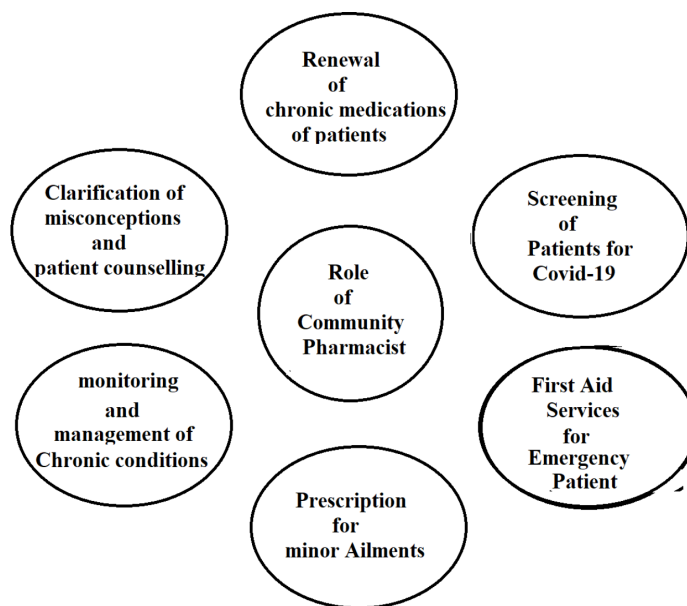 Renewal
of
chronic medications
of patients
Clarification of
misconceptions
and
patient counselling
Screening
of
Patients for
Covid-19
Role
of
Community
Pharmacist
monitoring
and
management of
Chronic conditions
First Aid
Services
for
Emergency
Patient
Prescription
for
minor Ailments